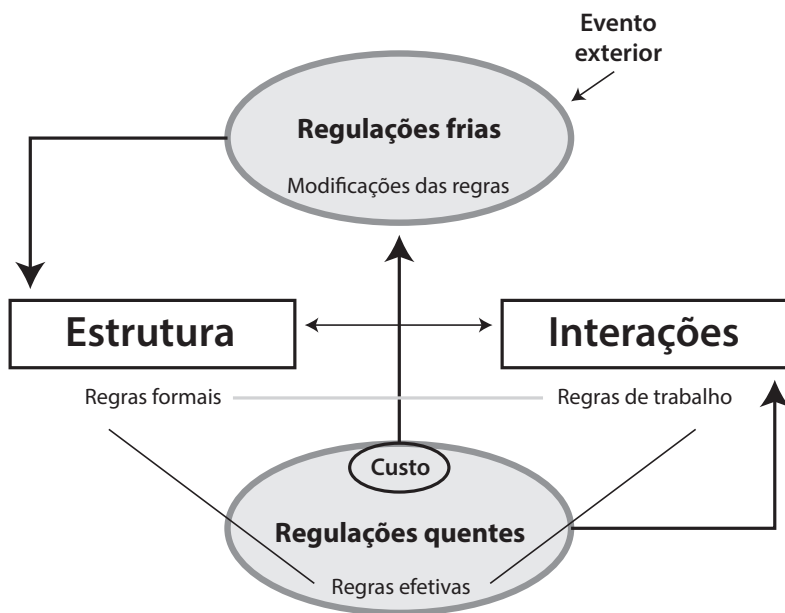 Evento
exterior
Regulações frias
Modificações das regras
Estrutura
Interações
Regras formais
Regras de trabalho
Custo
Regulações quentes
Regras efetivas